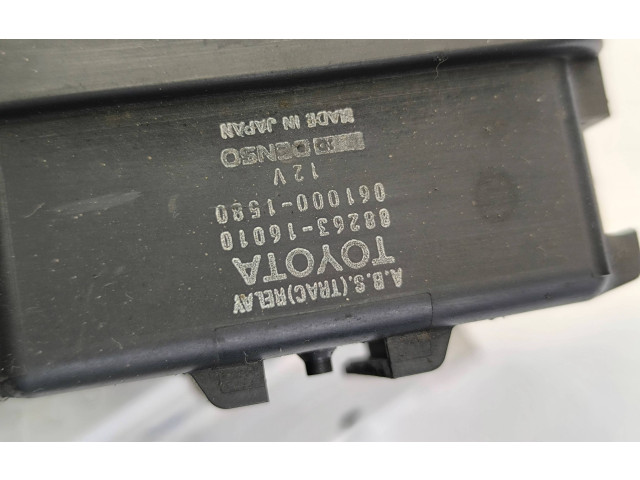 A.B.S.(TRAC)RELAY
TOYOTA
88263-16010
061000-1580
12V
DENSO
MADE IN JAPAN